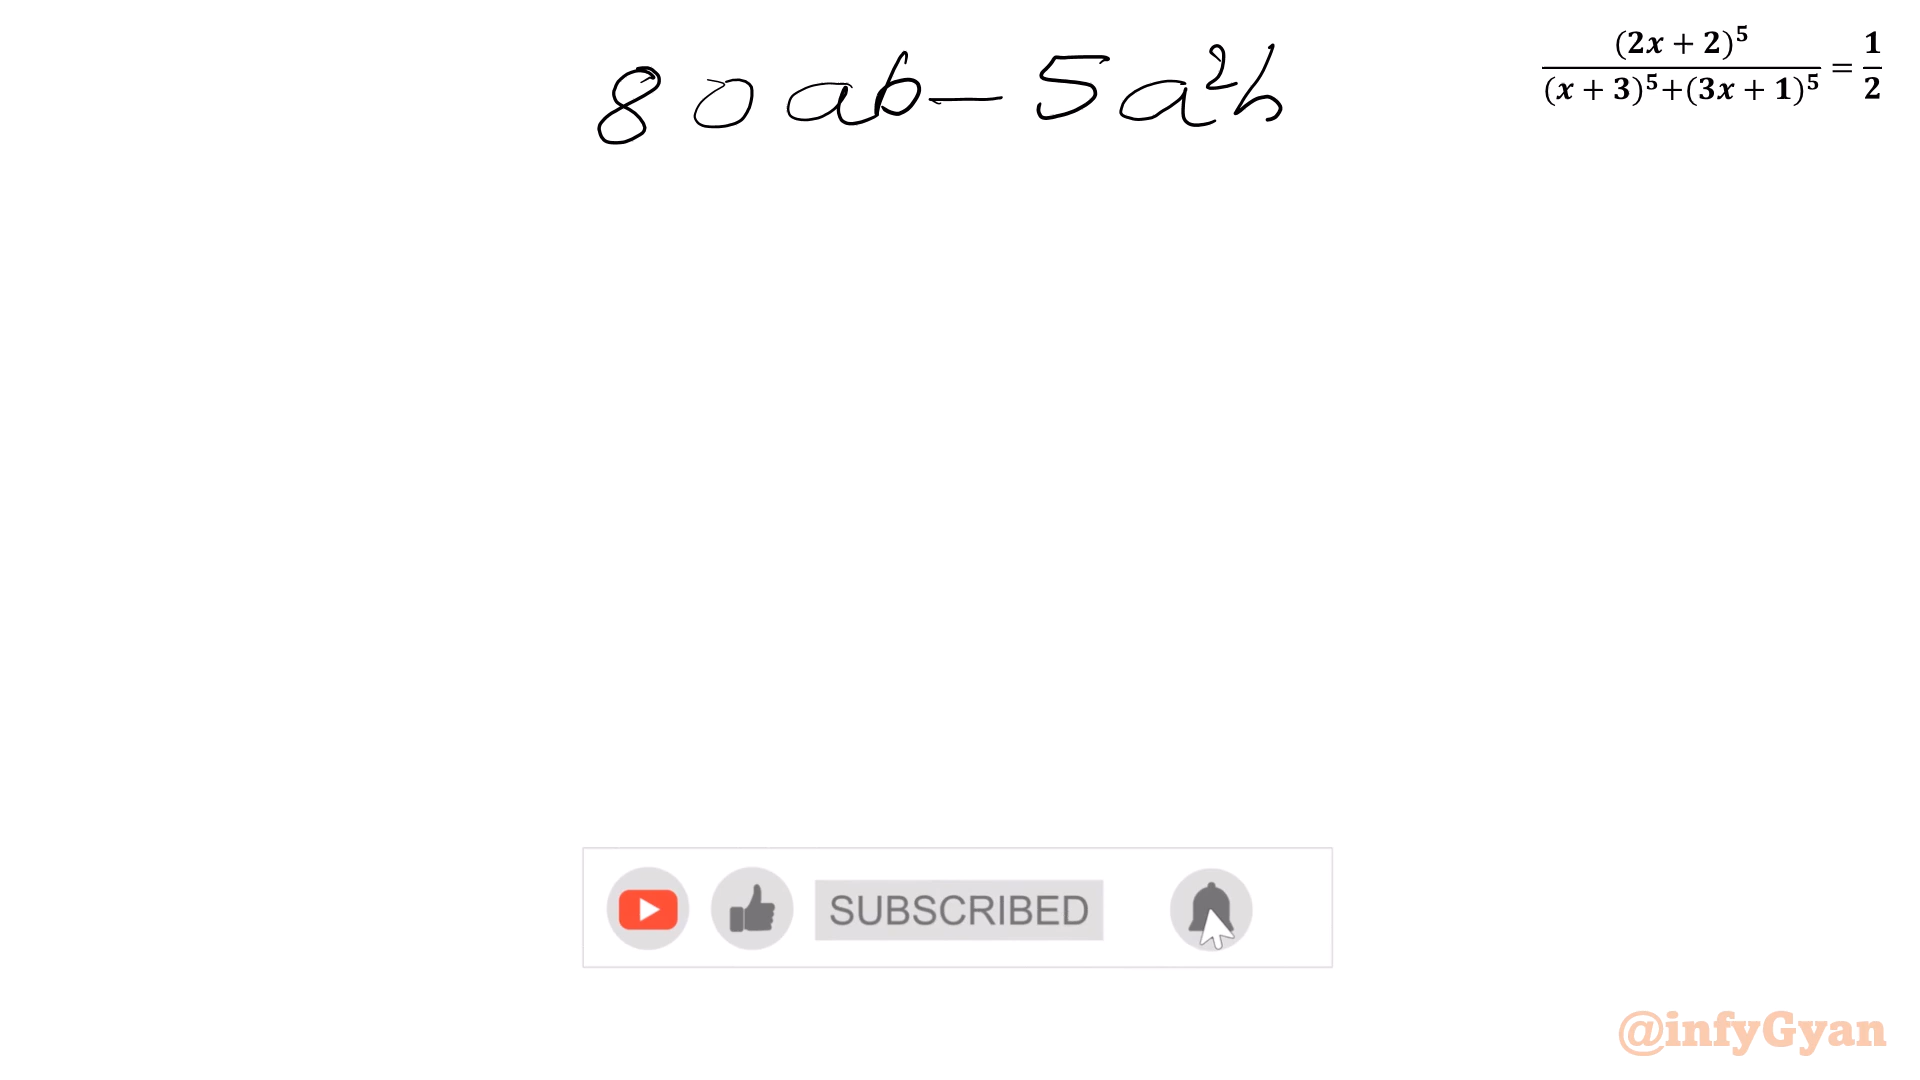 80ab-5a²b
(2x + 2)⁵ / (x + 3)⁵+(3x + 1)⁵ = 1/2
SUBSCRIBED
@infyGyan